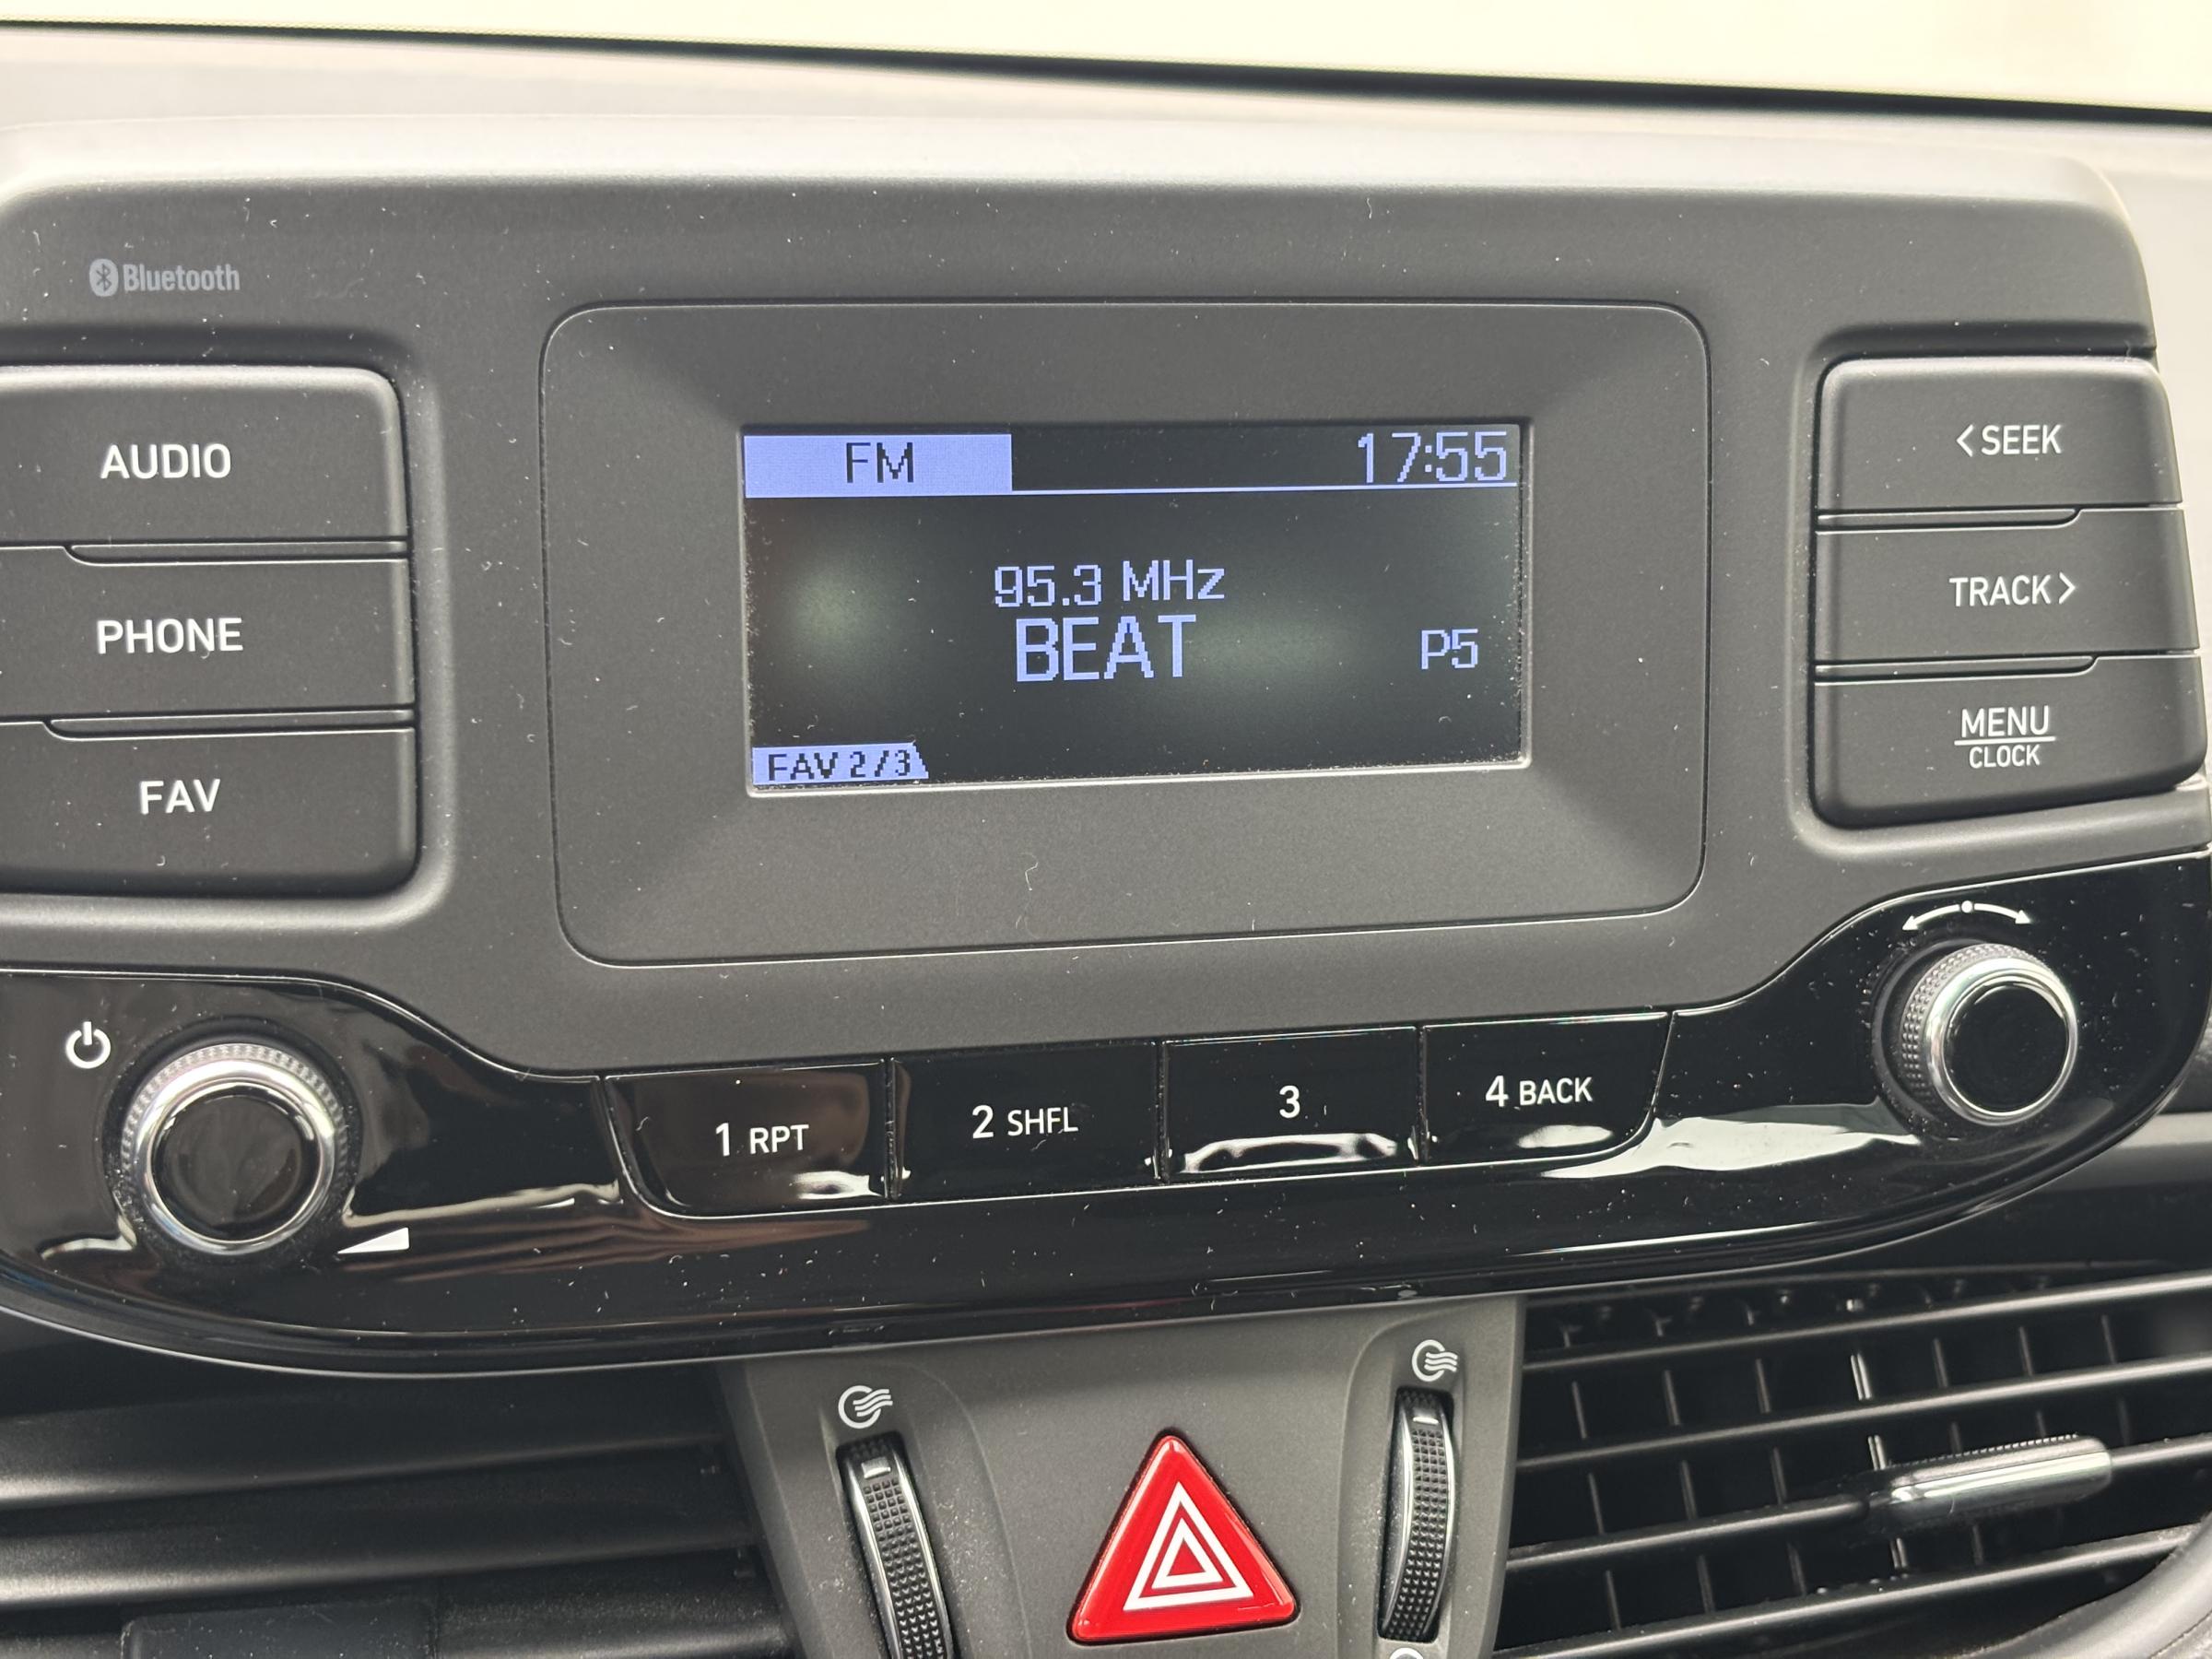 Bluetooth
AUDIO
PHONE
FAV
FM 17:55
95.3 MHz
BEAT P5
FAV 2/3
<SEEK
TRACK>
MENU
CLOCK
1 RPT
2 SHFL
3
4 BACK